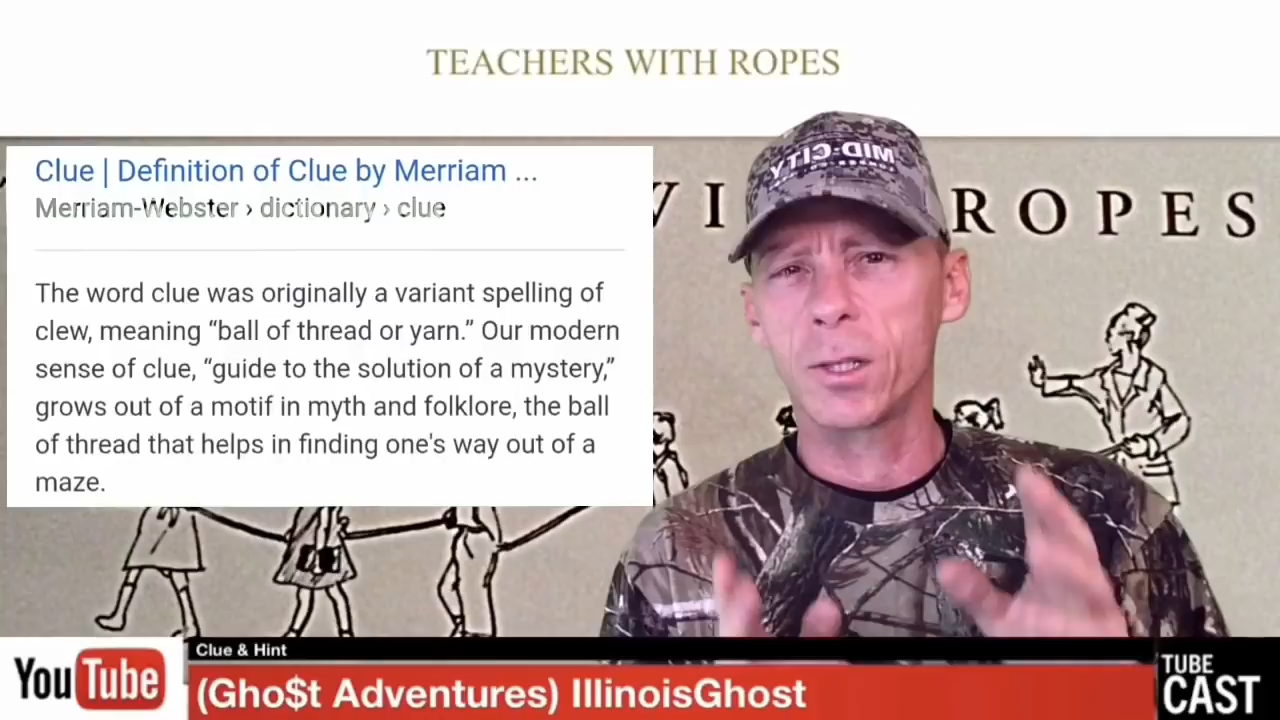 TEACHERS WITH ROPES
Clue | Definition of Clue by Merriam ...
Merriam-Webster › dictionary › clue
ROPES
MID-CITY
The word clue was originally a variant spelling of
clew, meaning “ball of thread or yarn.” Our modern
sense of clue, “guide to the solution of a mystery,”
grows out of a motif in myth and folklore, the ball
of thread that helps in finding one's way out of a
maze.
YouTube
Clue & Hint
(Gho$t Adventures) IllinoisGhost
TUBE
CAST